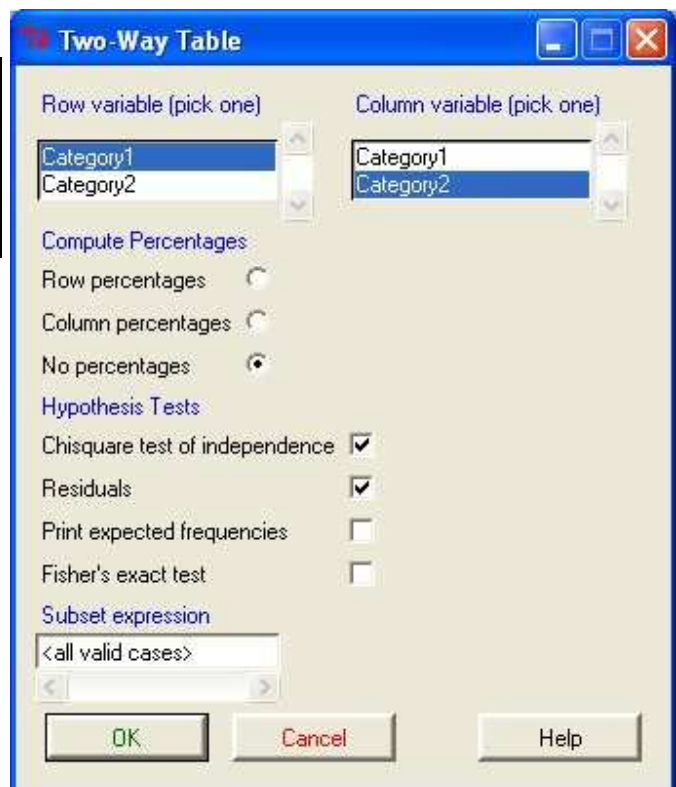 Two-Way Table
Row variable (pick one) Column variable (pick one)
Category1 Category1
Category2 Category2
Compute Percentages
Row percentages
Column percentages
No percentages
Hypothesis Tests
Chisquare test of independence
Residuals
Print expected frequencies
Fisher's exact test
Subset expression
<all valid cases>
OK Cancel Help